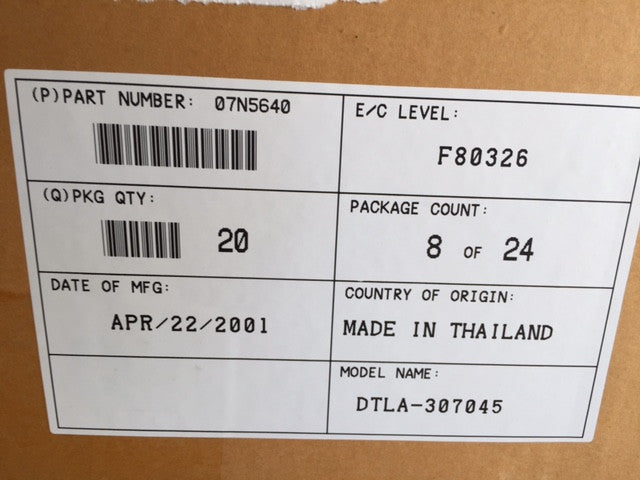 (P)PART NUMBER: 07N5640
E/C LEVEL:
F80326
(Q)PKG QTY:
20
PACKAGE COUNT:
8 OF 24
DATE OF MFG:
APR/22/2001
COUNTRY OF ORIGIN:
MADE IN THAILAND
MODEL NAME:
DTLA-307045